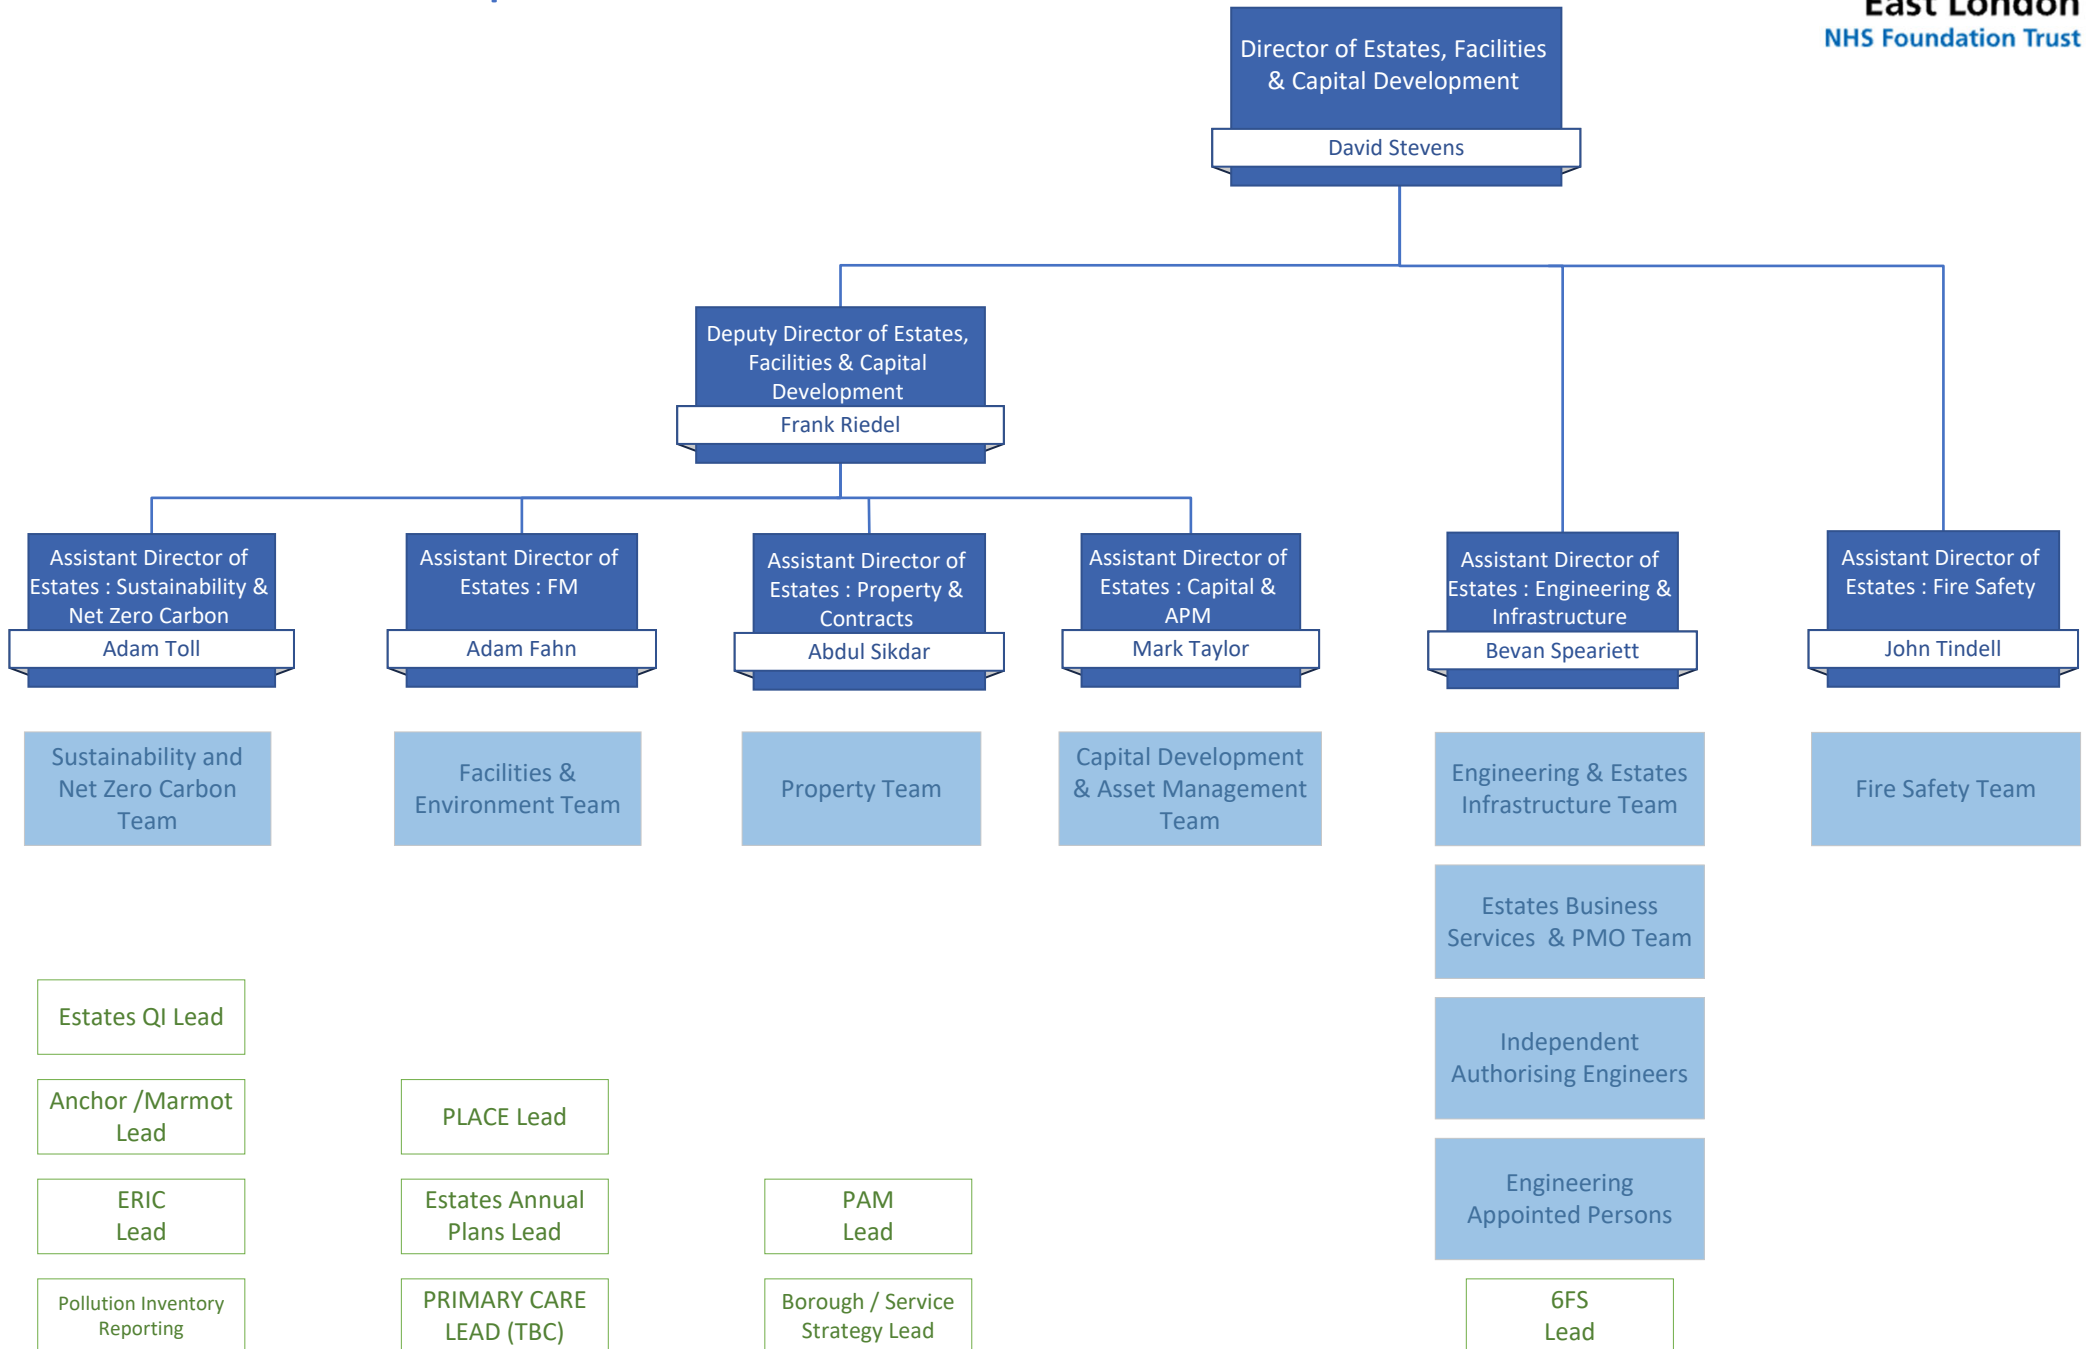 East London
NHS Foundation Trust
Director of Estates, Facilities
& Capital Development
David Stevens
Deputy Director of Estates,
Facilities & Capital
Development
Frank Riedel
Assistant Director of
Estates : Sustainability &
Net Zero Carbon
Adam Toll
Assistant Director of
Estates : FM
Adam Fahn
Assistant Director of
Estates : Property &
Contracts
Abdul Sikdar
Assistant Director of
Estates : Capital &
APM
Mark Taylor
Assistant Director of
Estates : Engineering &
Infrastructure
Bevan Speariett
Assistant Director of
Estates : Fire Safety
John Tindell
Sustainability and
Net Zero Carbon
Team
Facilities &
Environment Team
Property Team
Capital Development
& Asset Management
Team
Engineering & Estates
Infrastructure Team
Fire Safety Team
Estates Business
Services & PMO Team
Estates QI Lead
Independent
Authorising Engineers
Anchor /Marmot
Lead
PLACE Lead
Engineering
Appointed Persons
ERIC
Lead
Estates Annual
Plans Lead
PAM
Lead
Pollution Inventory
Reporting
PRIMARY CARE
LEAD (TBC)
Borough / Service
Strategy Lead
6FS
Lead